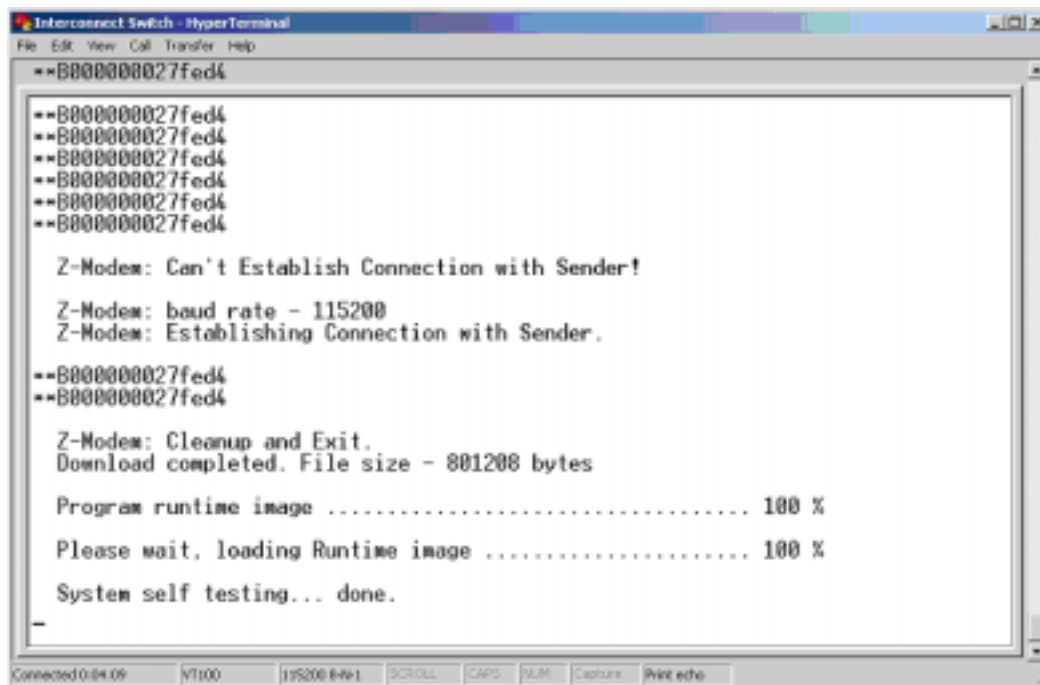 Interconnect Switch - HyperTerminal
File Edit View Call Transfer Help
**B000000027fed4
**B000000027fed4
**B000000027fed4
**B000000027fed4
**B000000027fed4
**B000000027fed4
**B000000027fed4
Z-Modem: Can't Establish Connection with Sender!
Z-Modem: baud rate - 115200
Z-Modem: Establishing Connection with Sender.
**B000000027fed4
**B000000027fed4
Z-Modem: Cleanup and Exit.
Download completed. File size - 801208 bytes
Program runtime image ................................... 100 %
Please wait, loading Runtime image ...................... 100 %
System self testing... done.
_
Connected 0:04:09 VT100 115200 8-N-1 SCROLL CAPS NUM Capture Print echo